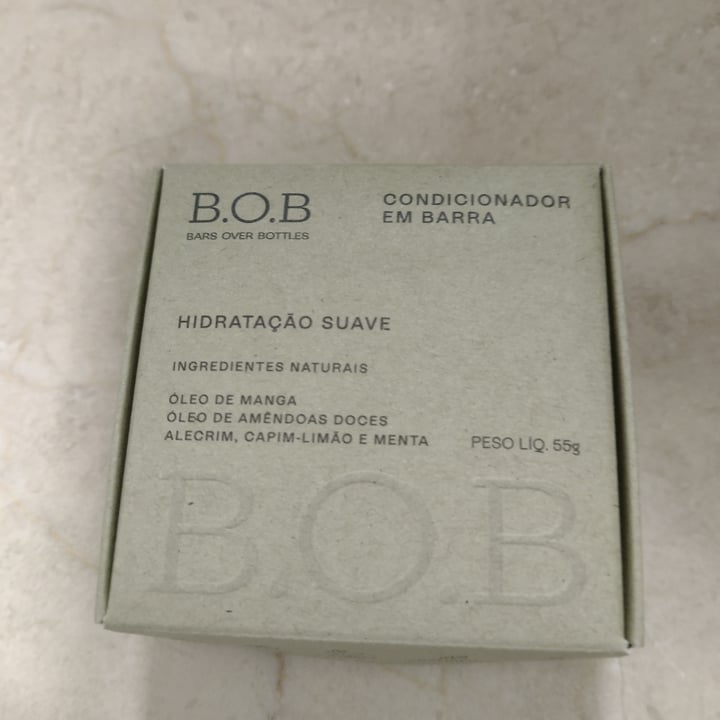 B.O.B
BARS OVER BOTTLES
CONDICIONADOR
EM BARRA
HIDRATAÇÃO SUAVE
INGREDIENTES NATURAIS
ÓLEO DE MANGA
ÓLEO DE AMÊNDOAS DOCES
ALECRIM, CAPIM-LIMÃO E MENTA
PESO LÍQ. 55g
B.O.B